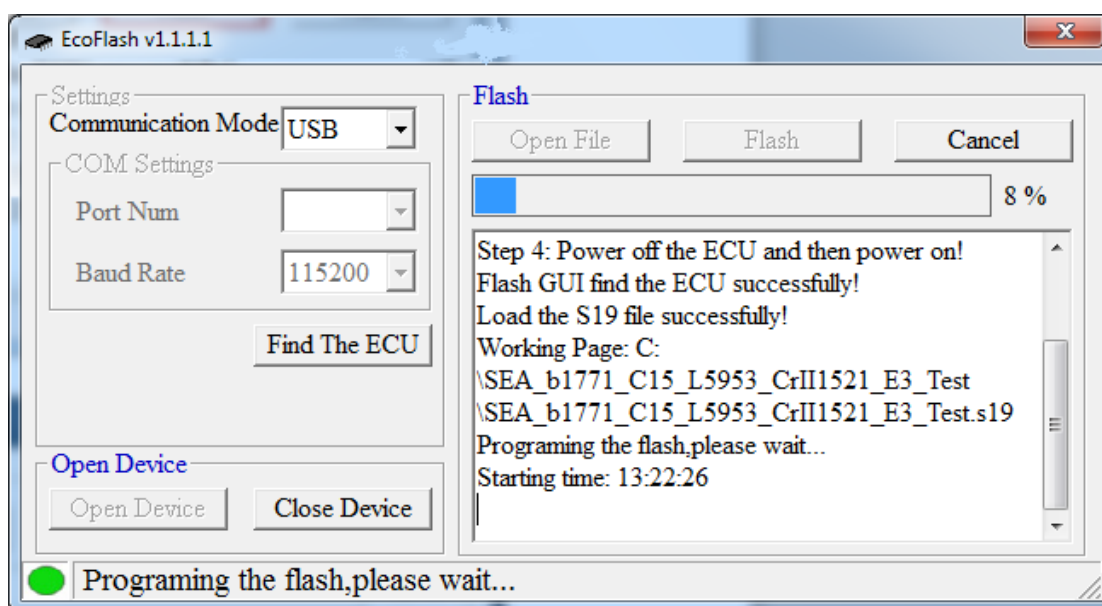 EcoFlash v1.1.1.1
Settings
Communication Mode USB
COM Settings
Port Num
Baud Rate 115200
Find The ECU
Open Device
Open Device Close Device
Flash
Open File Flash Cancel
8 %
Step 4: Power off the ECU and then power on!
Flash GUI find the ECU successfully!
Load the S19 file successfully!
Working Page: C:
\SEA_b1771_C15_L5953_CrII1521_E3_Test
\SEA_b1771_C15_L5953_CrII1521_E3_Test.s19
Programing the flash,please wait...
Starting time: 13:22:26
Programing the flash,please wait...